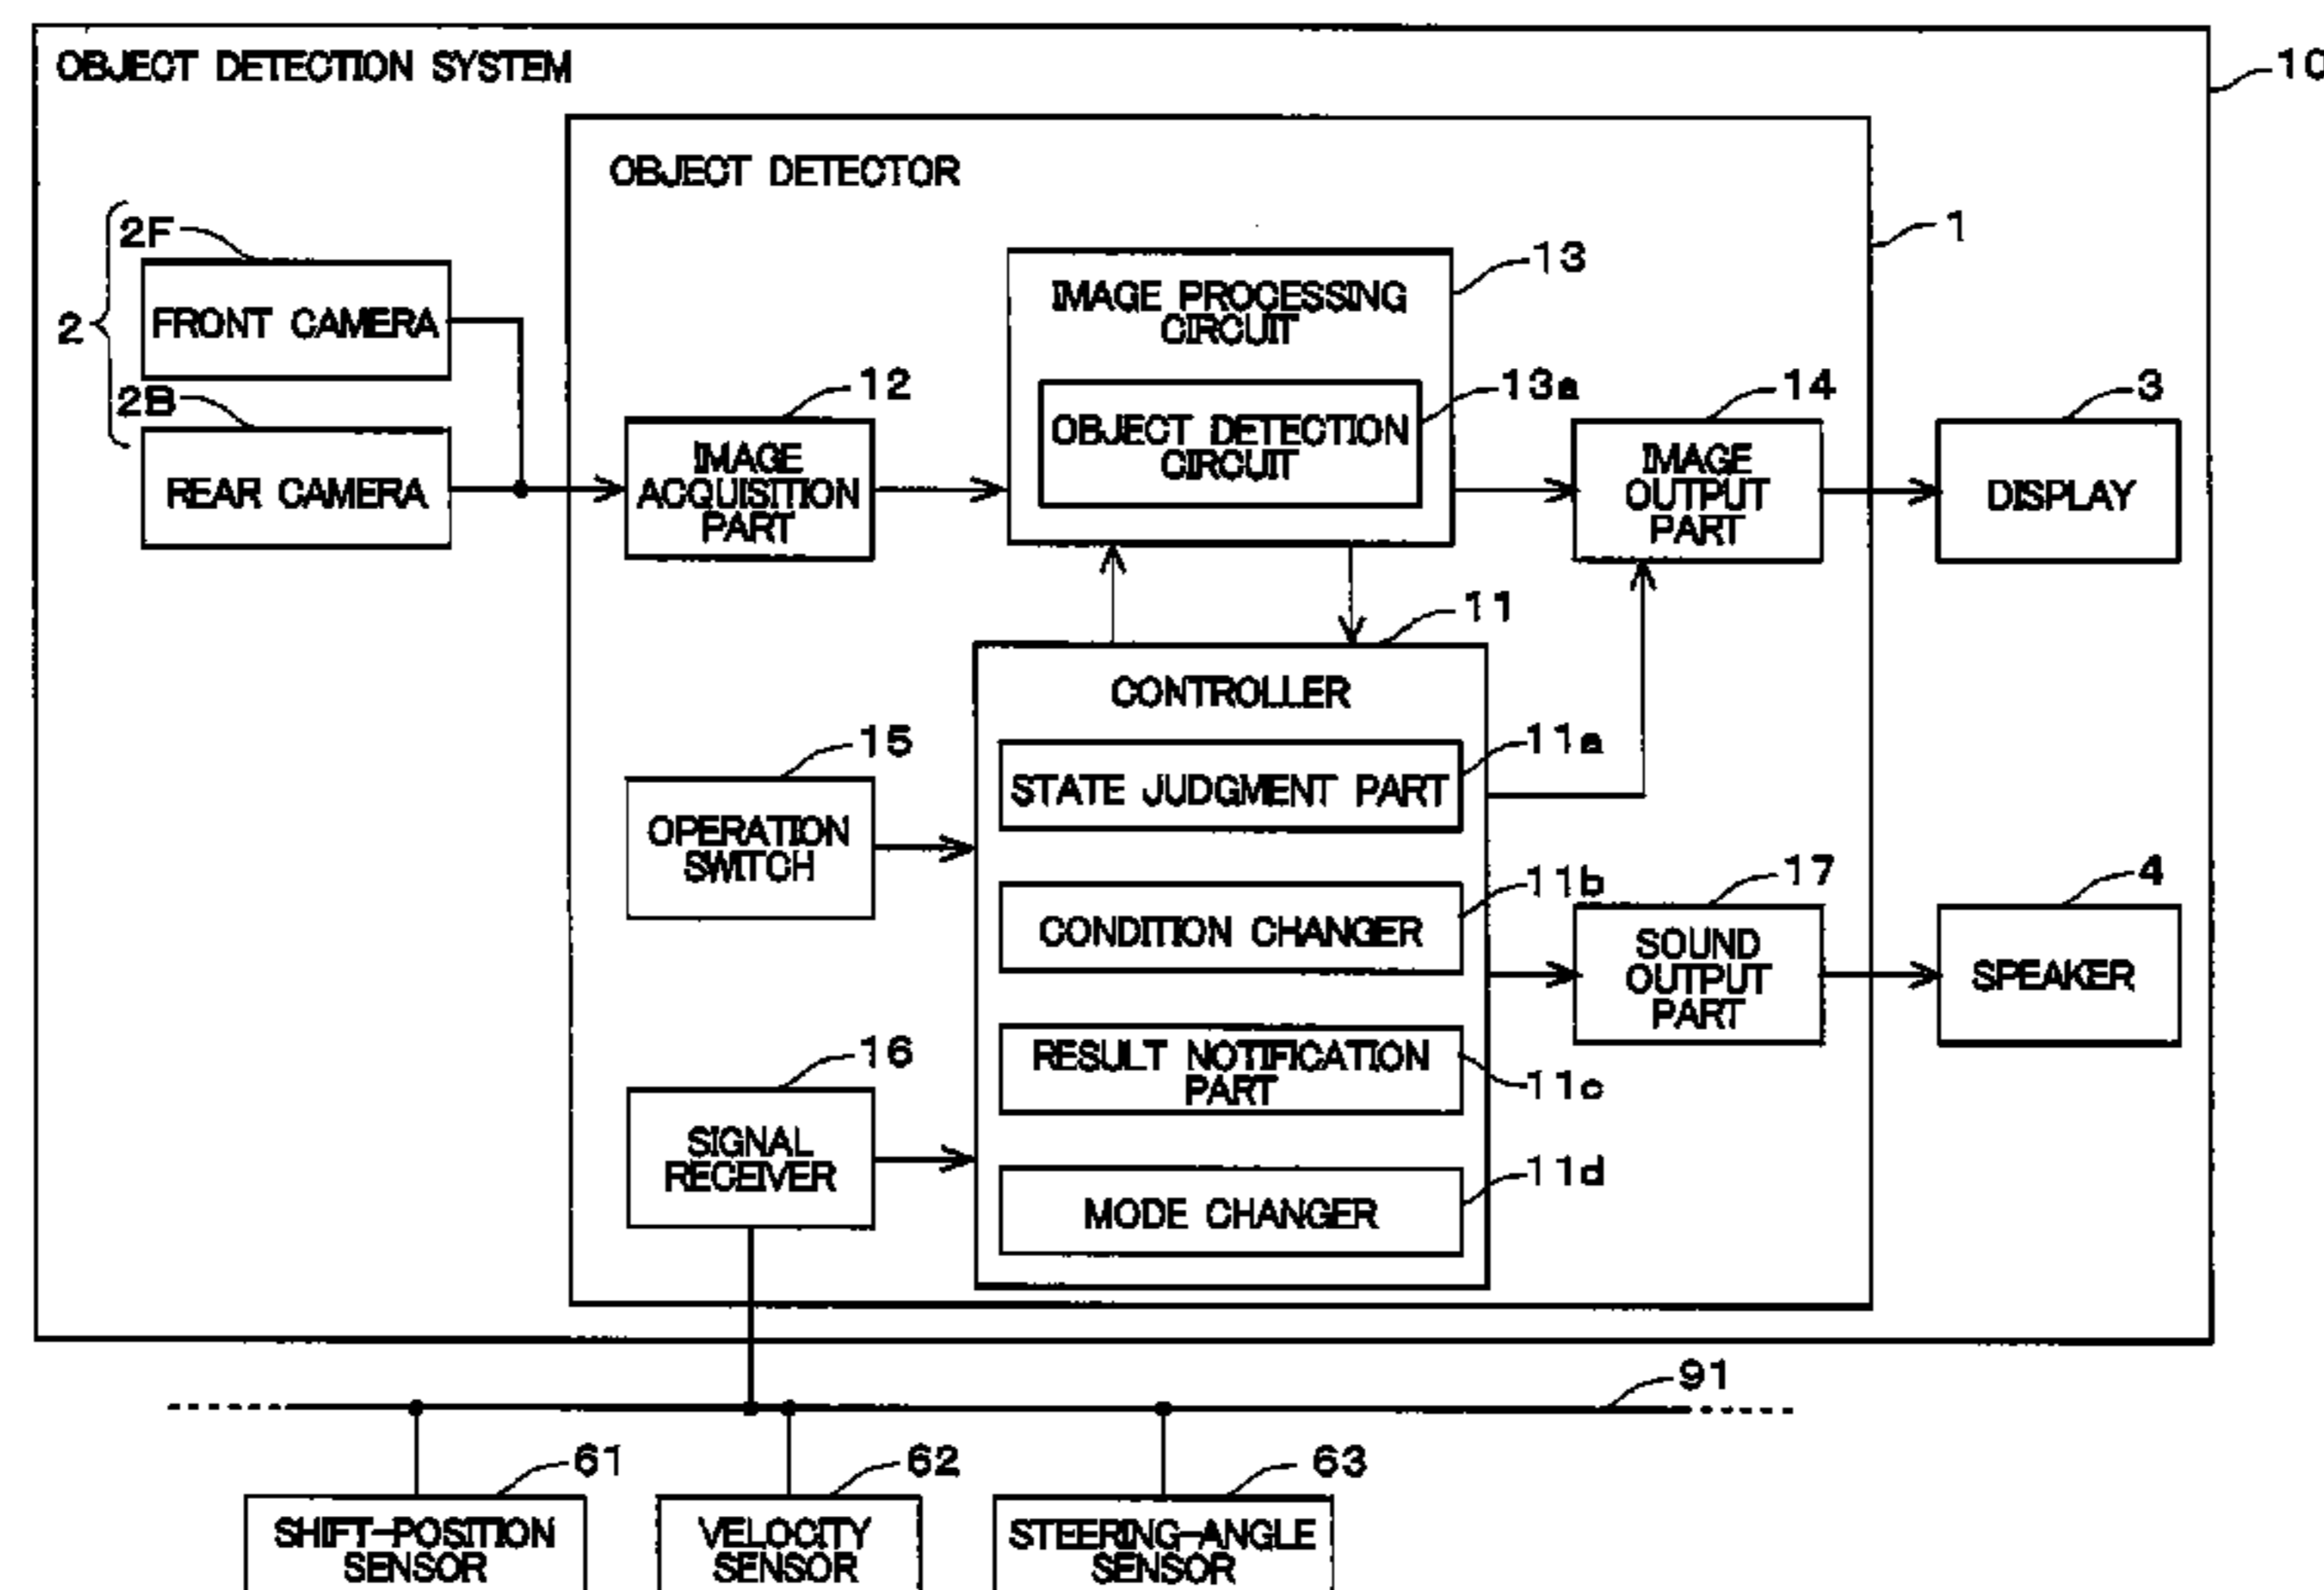 OBJECT DETECTION SYSTEM
10
OBJECT DETECTOR
1
2
2F
FRONT CAMERA
2B
REAR CAMERA
12
IMAGE
ACQUISITION
PART
13
IMAGE PROCESSING
CIRCUIT
13a
OBJECT DETECTION
CIRCUIT
14
IMAGE
OUTPUT
PART
3
DISPLAY
11
CONTROLLER
11a
STATE JUDGMENT PART
11b
CONDITION CHANGER
RESULT NOTIFICATION
PART
11c
11d
MODE CHANGER
15
OPERATION
SWITCH
16
SIGNAL
RECEIVER
17
SOUND
OUTPUT
PART
4
SPEAKER
91
61
SHIFT-POSITION
SENSOR
62
VELOCITY
SENSOR
63
STEERING-ANGLE
SENSOR